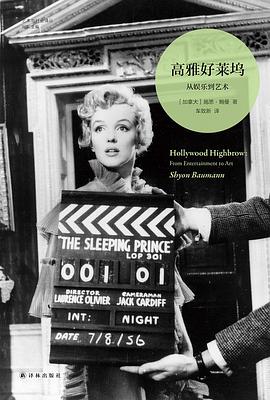 高雅好莱坞
从娱乐到艺术
[加拿大] 施恩·鲍曼 著
车致新 译
Hollywood Highbrow:
From Entertainment to Art
Shyon Baumann
"THE SLEEPING PRINCE"
LOP 301
001 01
DIRECTOR CAMERAMAN
LAURENCE OLIVIER JACK CARDIFF
INT: NIGHT
DATE 7/8/56
译林出版社